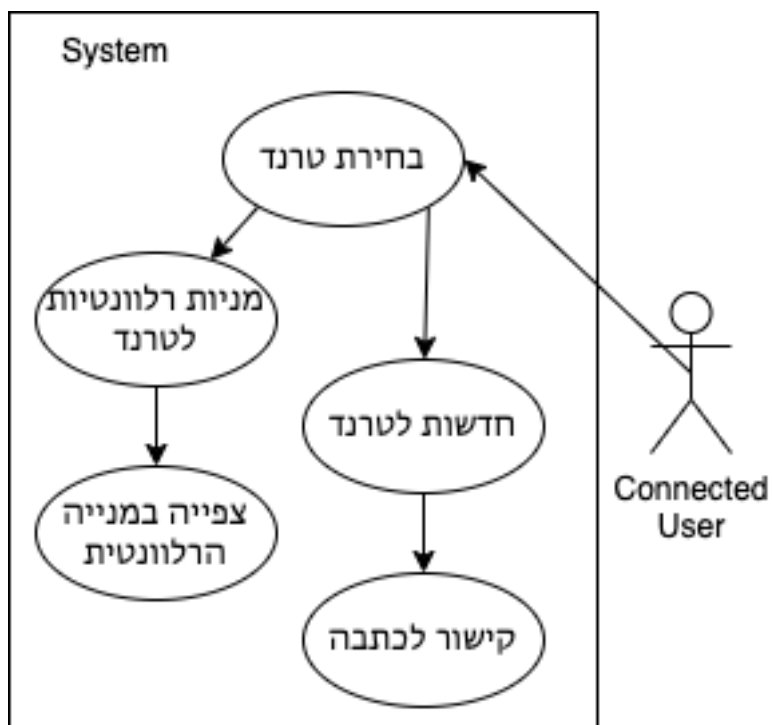 System
בחירת טרנד
מניות רלוונטיות
לטרנד
חדשות לטרנד
צפייה במנייה
הרלוונטית
קישור לכתבה
Connected
User